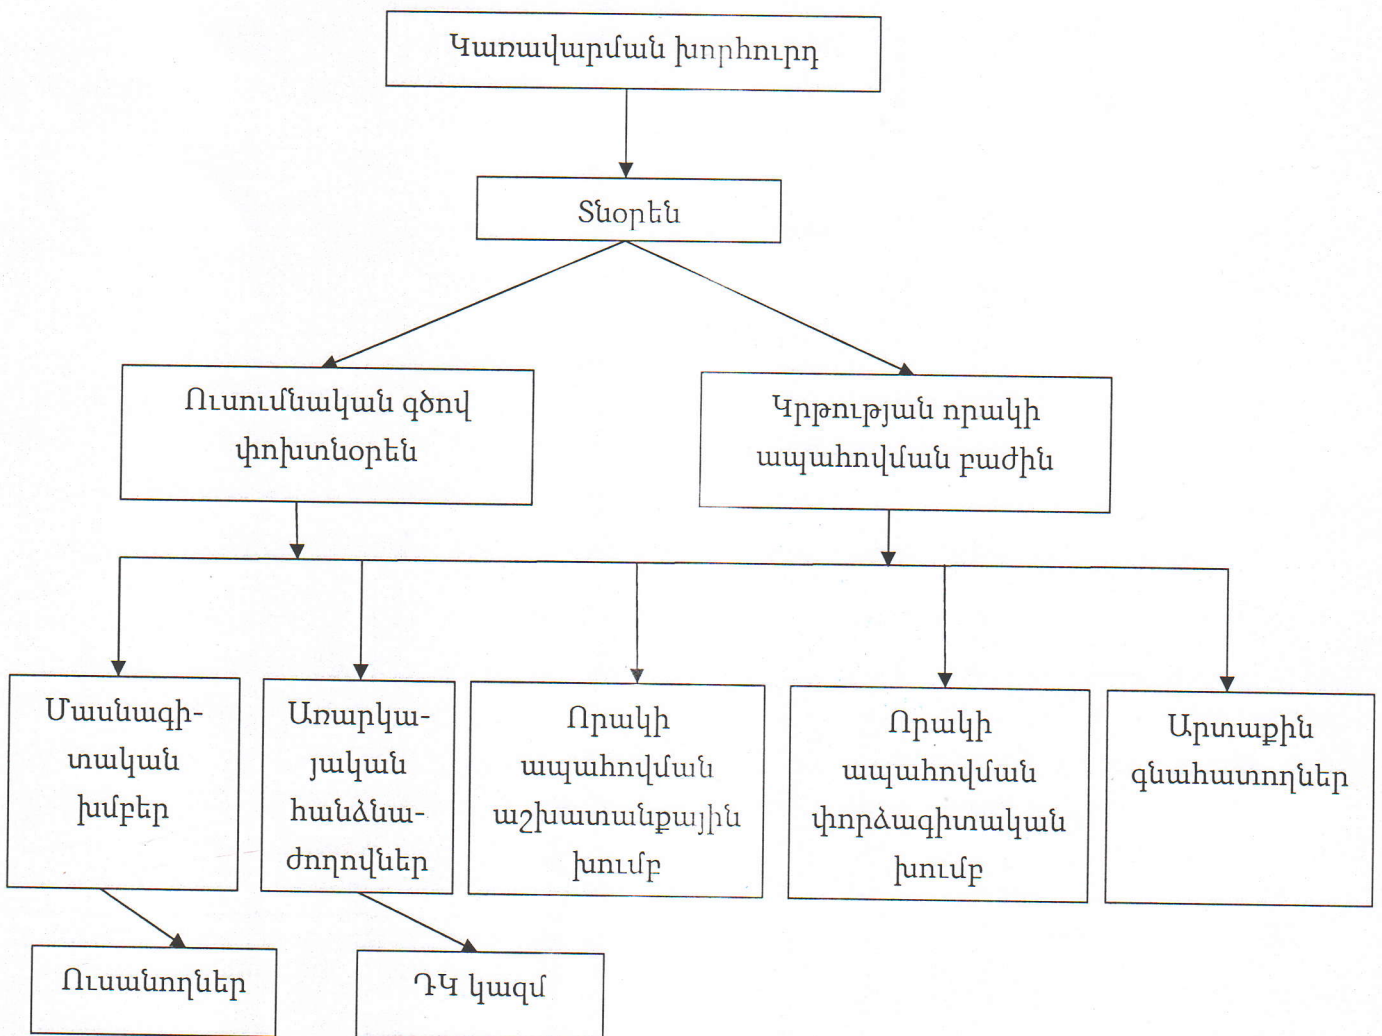 Կառավարման խորհուրդ
Տնօրեն
Ուսումնական գծով
փոխտնօրեն
Կրթության որակի
ապահովման բաժին
Մասնագի-
տական
խմբեր
Առարկա-
յական
հանձնա-
ժողովներ
Որակի
ապահովման
աշխատանքային
խումբ
Որակի
ապահովման
փորձագիտական
խումբ
Արտաքին
գնահատողներ
Ուսանողներ
ԴԿ կազմ